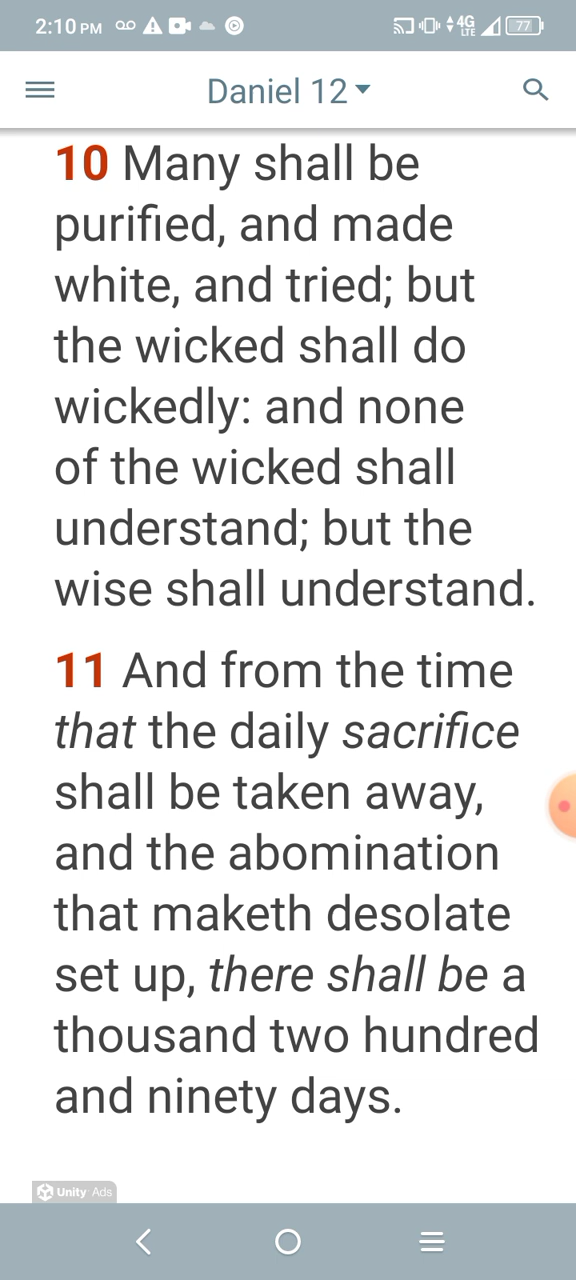 2:10 PM
4G
LTE
77
Daniel 12
10 Many shall be
purified, and made
white, and tried; but
the wicked shall do
wickedly: and none
of the wicked shall
understand; but the
wise shall understand.
11 And from the time
that the daily sacrifice
shall be taken away,
and the abomination
that maketh desolate
set up, there shall be a
thousand two hundred
and ninety days.
Unity Ads